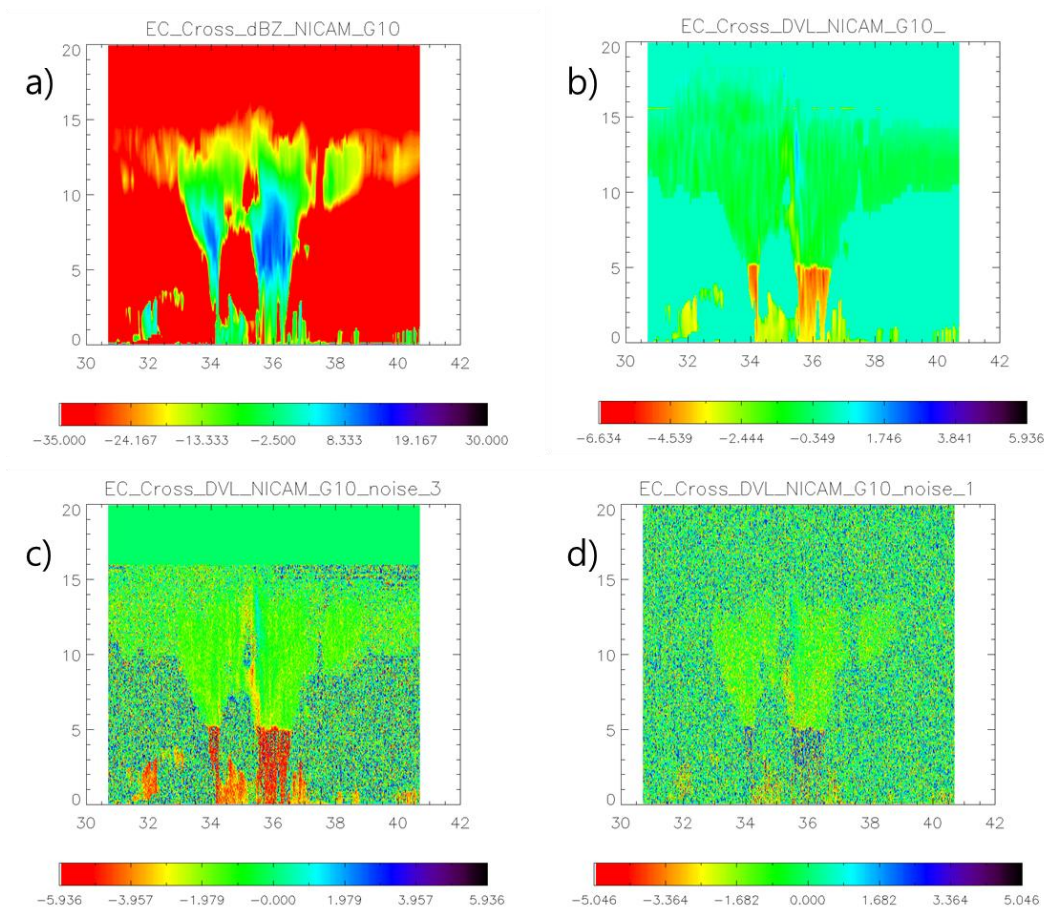 EC_Cross_dBZ_NICAM_G10
a)
20
15
10
5
0
30 32 34 36 38 40 42
−35.000 −24.167 −13.333 −2.500 8.333 19.167 30.000
EC_Cross_DVL_NICAM_G10_
b)
20
15
10
5
0
30 32 34 36 38 40 42
−6.634 −4.539 −2.444 −0.349 1.746 3.841 5.936
EC_Cross_DVL_NICAM_G10_noise_3
c)
20
15
10
5
0
30 32 34 36 38 40 42
−5.936 −3.957 −1.979 −0.000 1.979 3.957 5.936
EC_Cross_DVL_NICAM_G10_noise_1
d)
20
15
10
5
0
30 32 34 36 38 40 42
−5.046 −3.364 −1.682 0.000 1.682 3.364 5.046